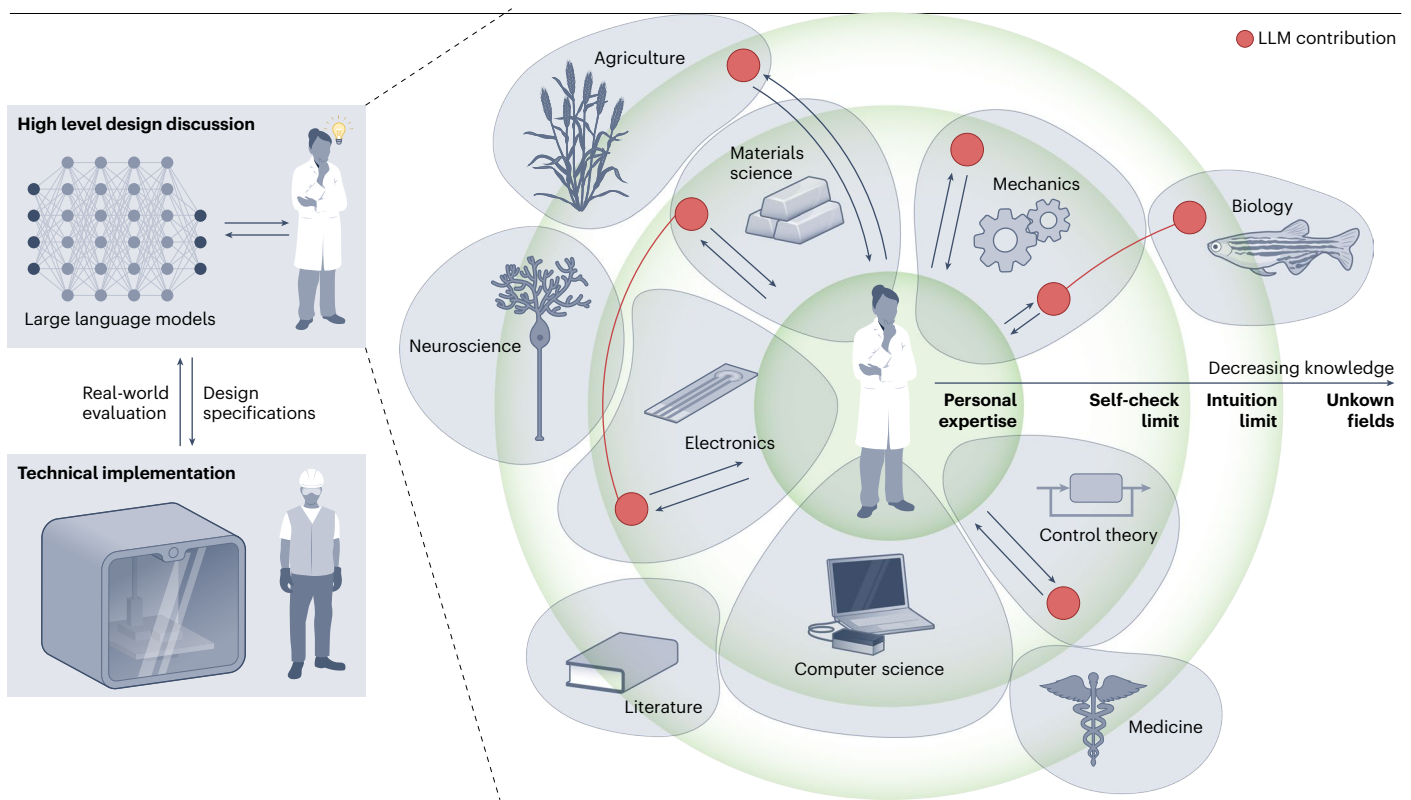 LLM contribution
High level design discussion
Large language models
Real-world
evaluation
Design
specifications
Technical implementation
Agriculture
Materials
science
Mechanics
Biology
Neuroscience
Electronics
Decreasing knowledge
Personal
expertise
Self-check
limit
Intuition
limit
Unkown
fields
Control theory
Computer science
Literature
Medicine